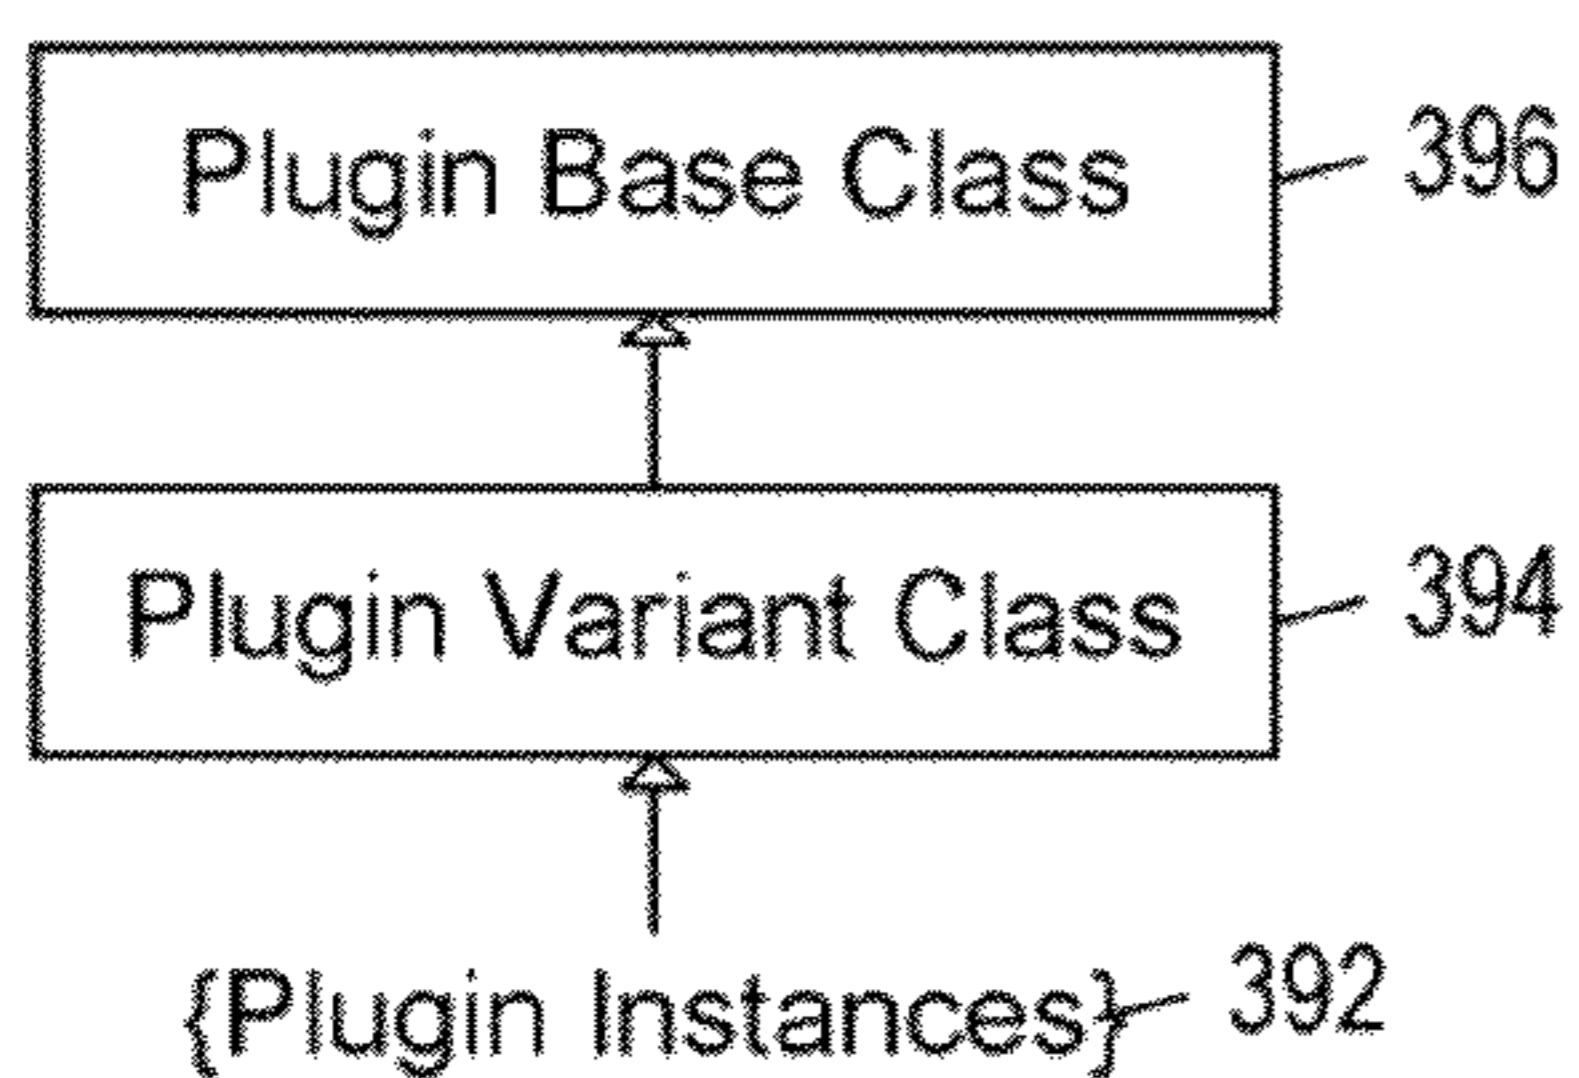 Plugin Base Class 396
Plugin Variant Class 394
{Plugin Instances} 392